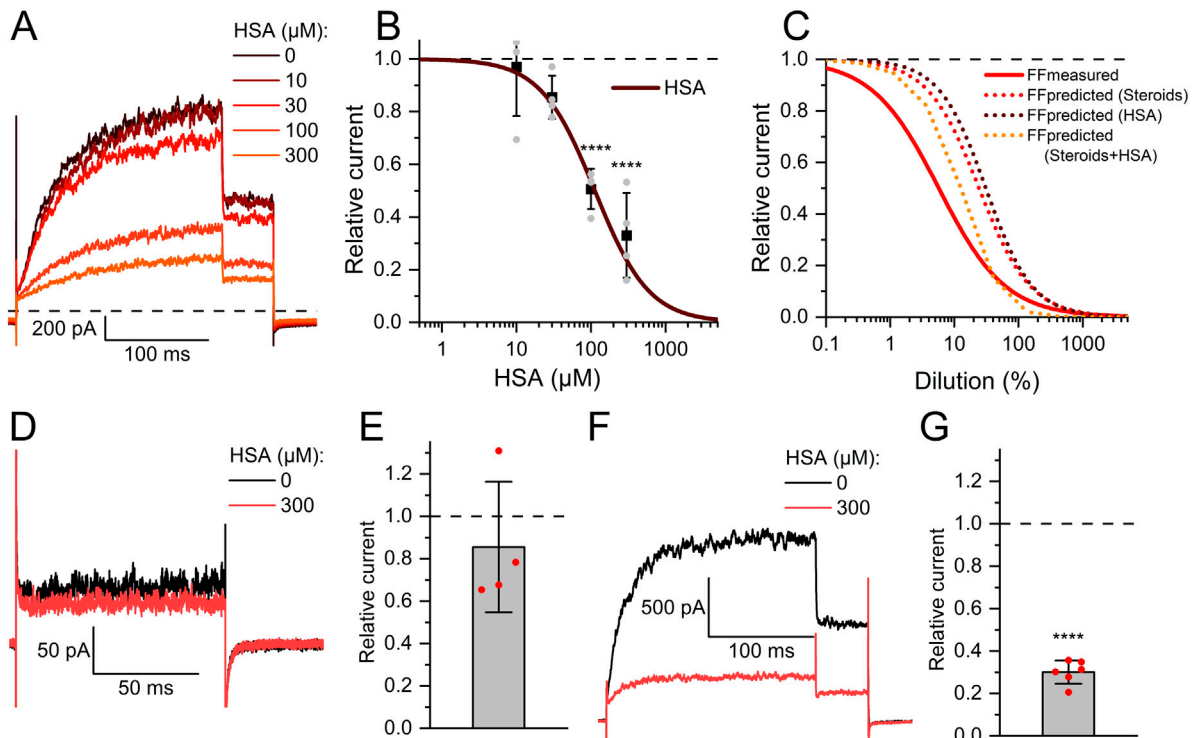 A
HSA (µM):
0
10
30
100
300
200 pA
100 ms
B
1.0
0.8
0.6
0.4
0.2
0.0
Relative current
HSA
****
****
1
10
100
1000
HSA (µM)
C
1.0
0.8
0.6
0.4
0.2
0.0
Relative current
FFmeasured
FFpredicted (Steroids)
FFpredicted (HSA)
FFpredicted
(Steroids+HSA)
0.1
1
10
100
1000
Dilution (%)
D
HSA (µM):
0
300
50 pA
50 ms
E
1.2
1.0
0.8
0.6
0.4
0.2
0.0
Relative current
F
HSA (µM):
0
300
500 pA
100 ms
G
1.2
1.0
0.8
0.6
0.4
0.2
0.0
Relative current
****